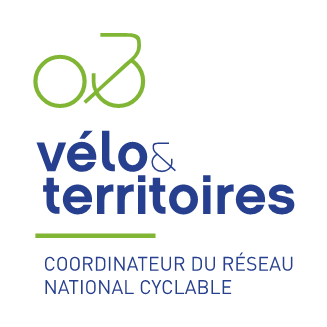 vélo&
territoires
COORDINATEUR DU RÉSEAU
NATIONAL CYCLABLE